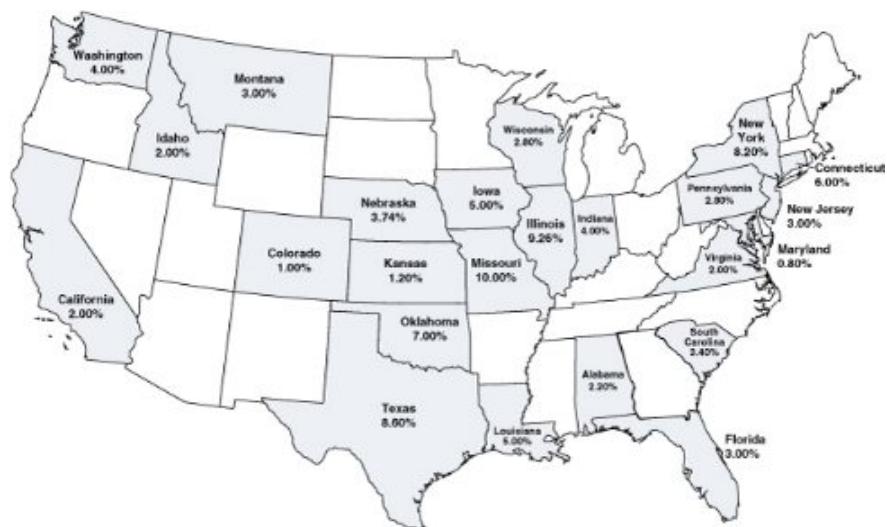 Washington
4.00%
Montana
3.00%
Idaho
2.00%
Wisconsin
2.80%
New
York
8.20%
Connecticut
6.00%
Pennsylvania
2.80%
New Jersey
3.00%
Maryland
0.80%
Nebraska
3.74%
Iowa
5.00%
Illinois
9.26%
Indiana
4.00%
Colorado
1.00%
Kansas
1.20%
Missouri
10.00%
Virginia
2.00%
California
2.00%
Oklahoma
7.00%
South
Carolina
Alabama
2.20%
Texas
8.60%
Louisiana
5.00%
Florida
3.00%